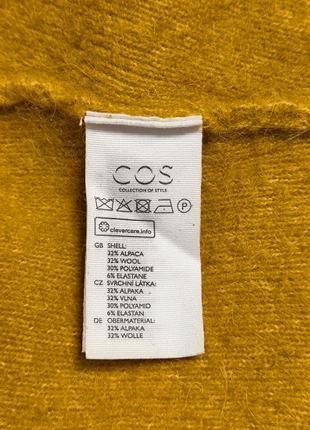 COS
COLLECTION OF STYLE
P
clevercare.info
GB SHELL:
32% ALPACA
32% WOOL
30% POLYAMIDE
6% ELASTANE
CZ SVRCHNÍ LÁTKA:
32% ALPAKA
32% VLNA
30% POLYAMID
6% ELASTAN
DE OBERMATERIAL:
32% ALPAKA
32% WOLLE